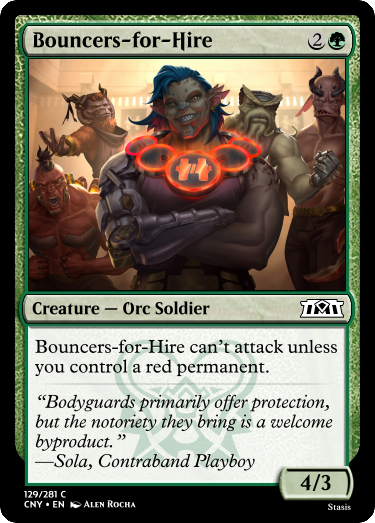 Bouncers-for-Hire 2
Creature — Orc Soldier
Bouncers-for-Hire can't attack unless
you control a red permanent.
“Bodyguards primarily offer protection,
but the notoriety they bring is a welcome
byproduct.”
—Sola, Contraband Playboy
4/3
129/281 C
CNY • EN Alen Rocha
Stasis